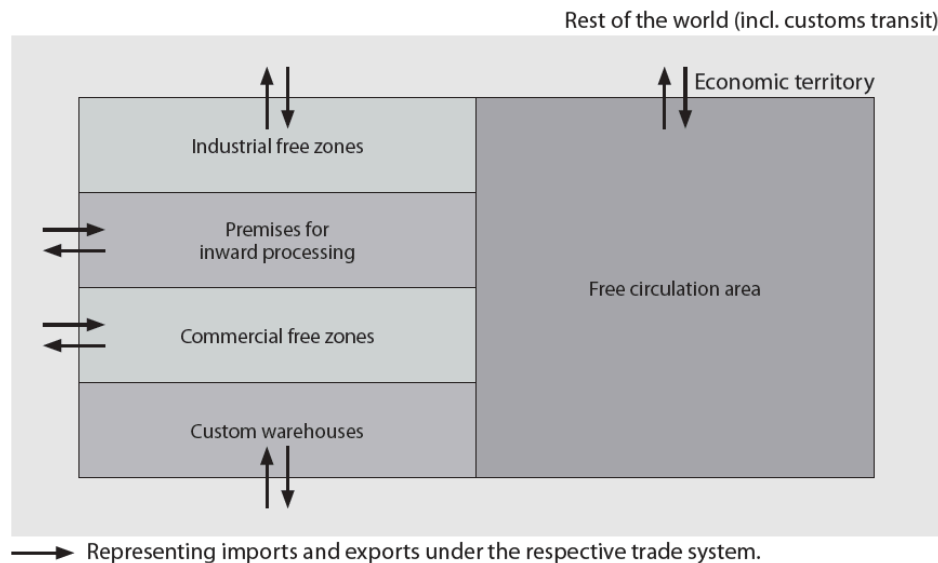 Rest of the world (incl. customs transit)
Economic territory
Industrial free zones
Premises for
inward processing
Free circulation area
Commercial free zones
Custom warehouses
Representing imports and exports under the respective trade system.